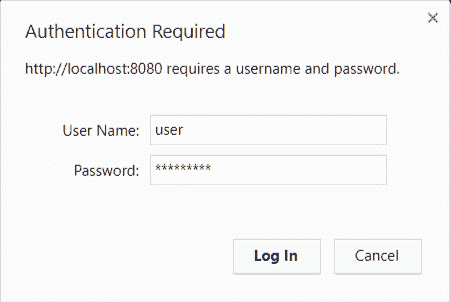 Authentication Required
http://localhost:8080 requires a username and password.
User Name: user
Password: *********
Log In Cancel